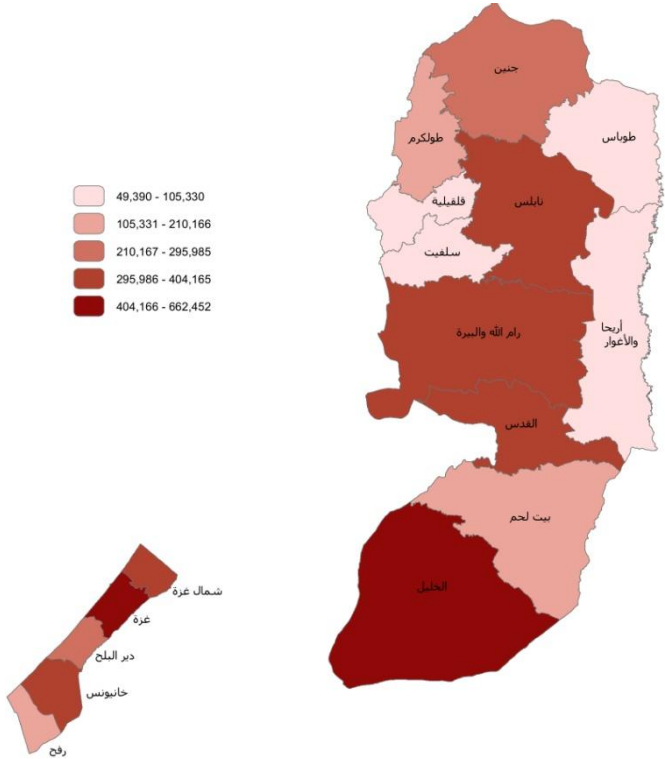 جنين
طولكرم
طوباس
قلقيلية
نابلس
سلفيت
49,390 - 105,330
105,331 - 210,166
210,167 - 295,985
295,986 - 404,165
404,166 - 662,452
رام الله والبيرة
أريحا
والأغوار
القدس
بيت لحم
الخليل
شمال غزة
غزة
دير البلح
خانيونس
رفح